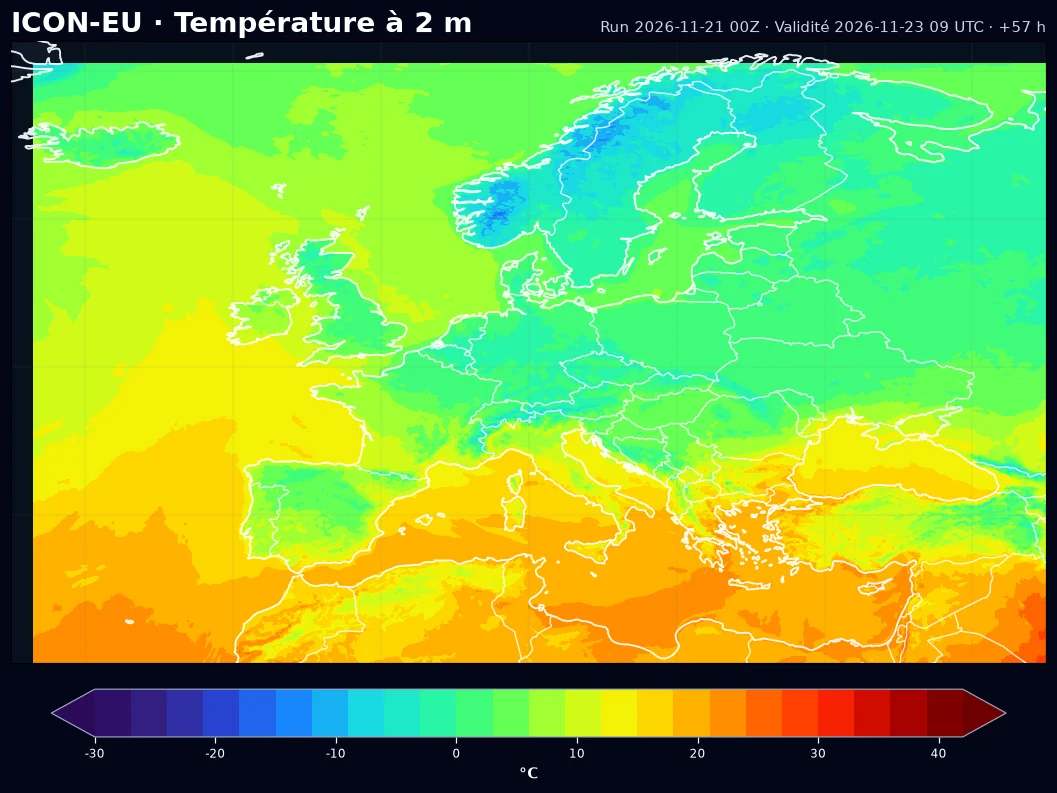 ICON-EU · Température à 2 m
Run 2026-11-21 00Z · Validité 2026-11-23 09 UTC · +57 h
-30 -20 -10 0 10 20 30 40
°C